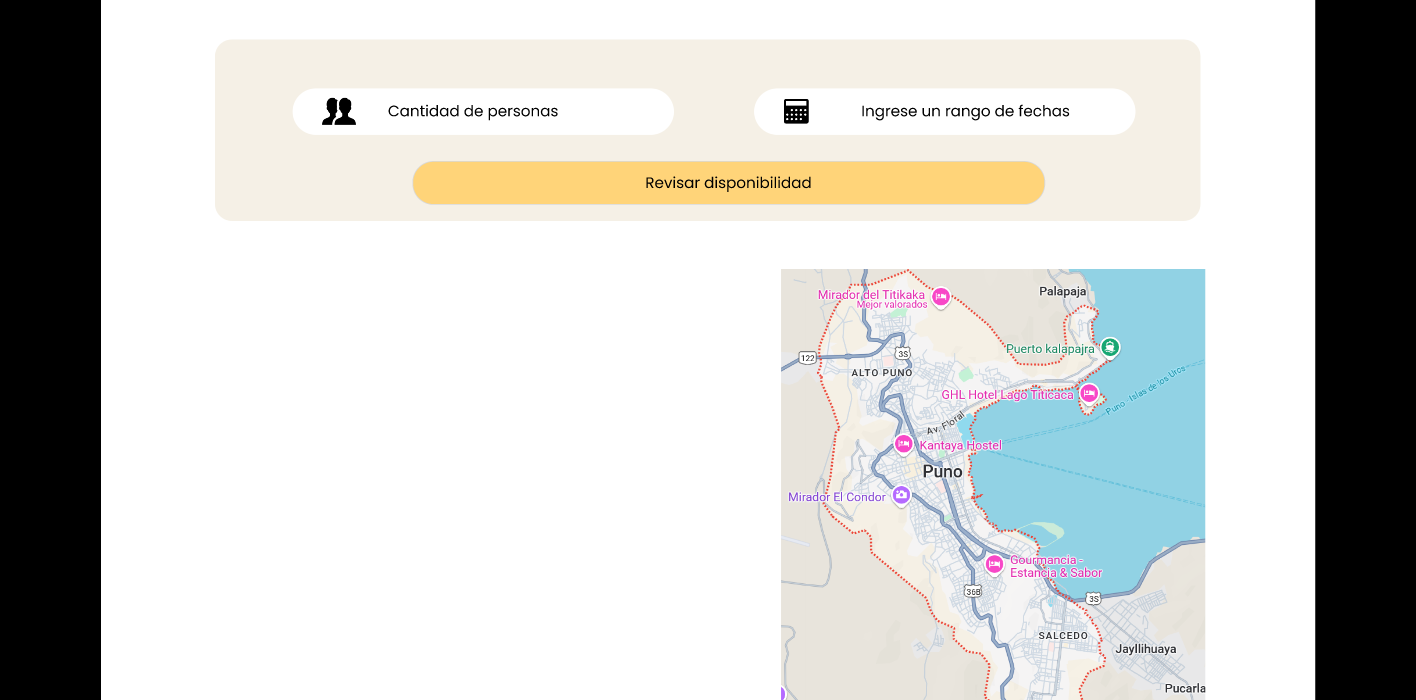 Cantidad de personas
Ingrese un rango de fechas
Revisar disponibilidad
Palapaja
Mirador del Titikaka
Mejor valorados
Puerto kalapajra
3S
122
ALTO PUNO
Puno - Islas de los Uros
GHL Hotel Lago Titicaca
Av. Floral
Kantaya Hostel
Puno
Mirador El Condor
Gourmancia -
Estancia & Sabor
36B
3S
SALCEDO
Jayllihuaya
Pucarla